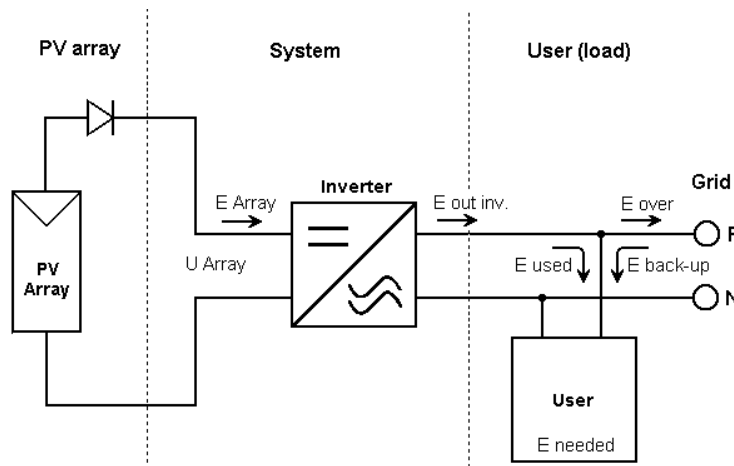 PV array
System
User (load)
Inverter
Grid
E Array
E out inv.
E over
PV
Array
U Array
E used
E back-up
N
User
E needed